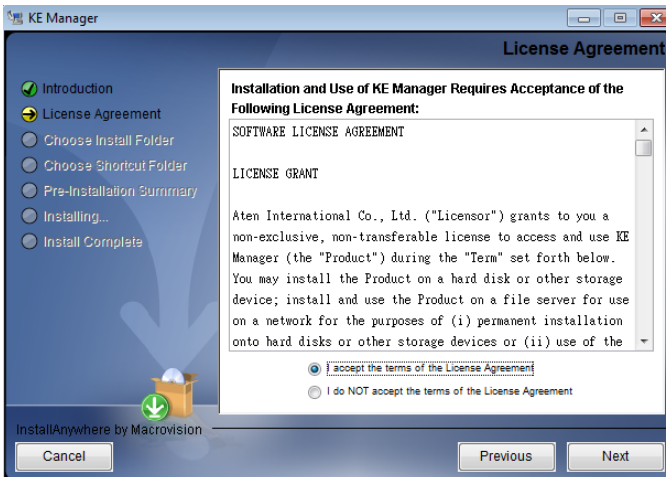 KE Manager
License Agreement
Introduction
License Agreement
Choose Install Folder
Choose Shortcut Folder
Pre-Installation Summary
Installing...
Install Complete
Installation and Use of KE Manager Requires Acceptance of the
Following License Agreement:
SOFTWARE LICENSE AGREEMENT
LICENSE GRANT
Aten International Co., Ltd. ("Licensor") grants to you a
non-exclusive, non-transferable license to access and use KE
Manager (the "Product") during the "Term" set forth below.
You may install the Product on a hard disk or other storage
device; install and use the Product on a file server for use
on a network for the purposes of (i) permanent installation
onto hard disks or other storage devices or (ii) use of the
I accept the terms of the License Agreement
I do NOT accept the terms of the License Agreement
InstallAnywhere by Macrovision
Cancel
Previous
Next